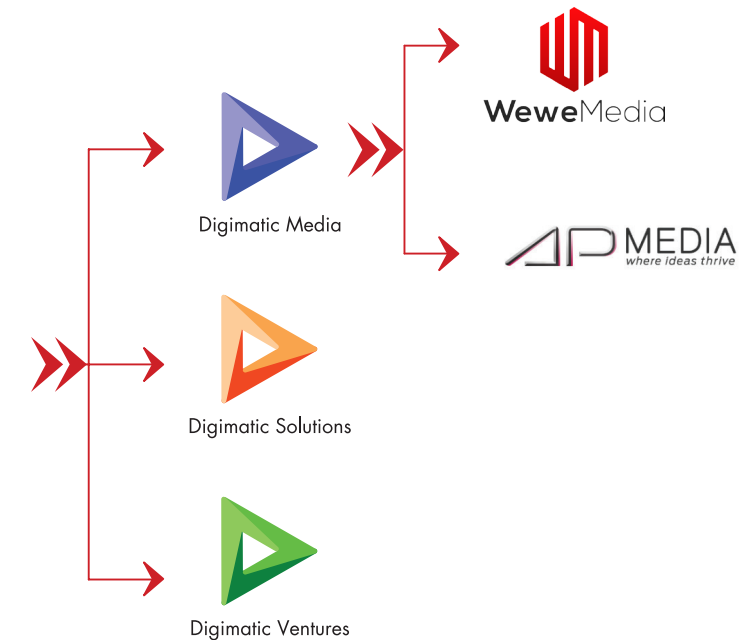 WeweMedia
Digimatic Media
AP MEDIA
where ideas thrive
Digimatic Solutions
Digimatic Ventures